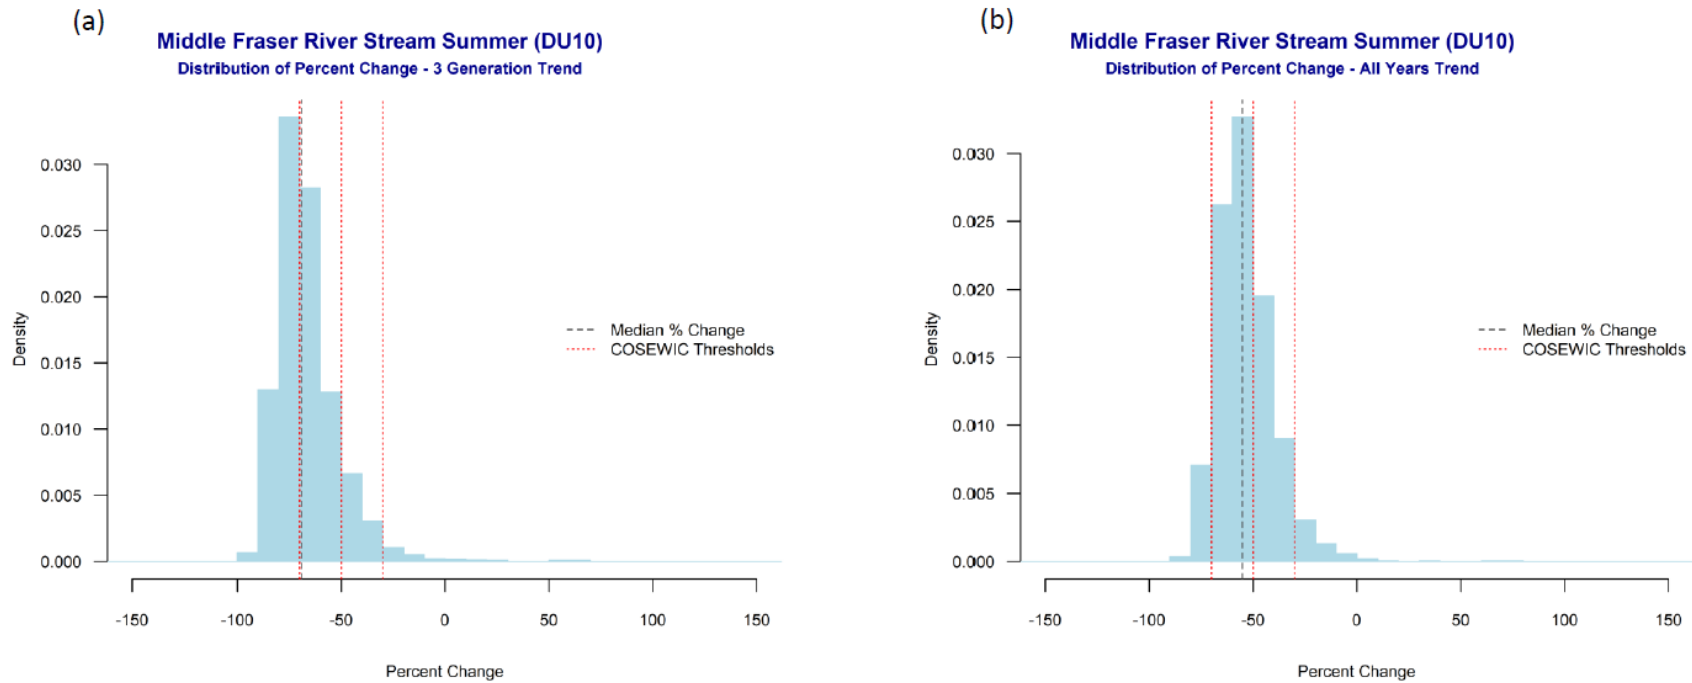 (a)
Middle Fraser River Stream Summer (DU10)
Distribution of Percent Change - 3 Generation Trend
0.030
0.025
0.020
0.015
0.010
0.005
0.000
Density
Median % Change
COSEWIC Thresholds
-150 -100 -50 0 50 100 150
Percent Change
(b)
Middle Fraser River Stream Summer (DU10)
Distribution of Percent Change - All Years Trend
0.030
0.025
0.020
0.015
0.010
0.005
0.000
Density
Median % Change
COSEWIC Thresholds
-150 -100 -50 0 50 100 150
Percent Change